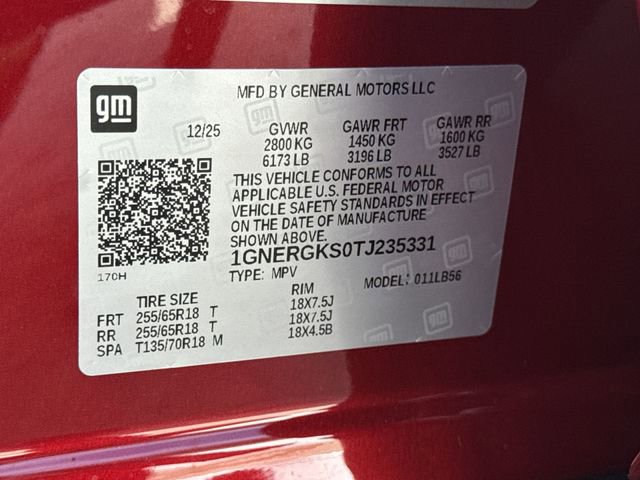 gm
MFD BY GENERAL MOTORS LLC
12/25 GVWR GAWR FRT GAWR RR
2800 KG 1450 KG 1600 KG
6173 LB 3196 LB 3527 LB
THIS VEHICLE CONFORMS TO ALL
APPLICABLE U.S. FEDERAL MOTOR
VEHICLE SAFETY STANDARDS IN EFFECT
ON THE DATE OF MANUFACTURE
SHOWN ABOVE.
170H
1GNERGKS0TJ235331
TYPE: MPV MODEL: 011LB56
TIRE SIZE RIM
FRT 255/65R18 T 18X7.5J
RR 255/65R18 T 18X7.5J
SPA T135/70R18 M 18X4.5B